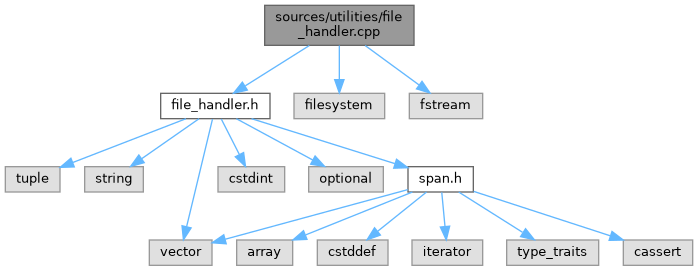 sources/utilities/file
_handler.cpp
file_handler.h
filesystem
fstream
tuple
string
cstdint
optional
span.h
vector
array
cstddef
iterator
type_traits
cassert